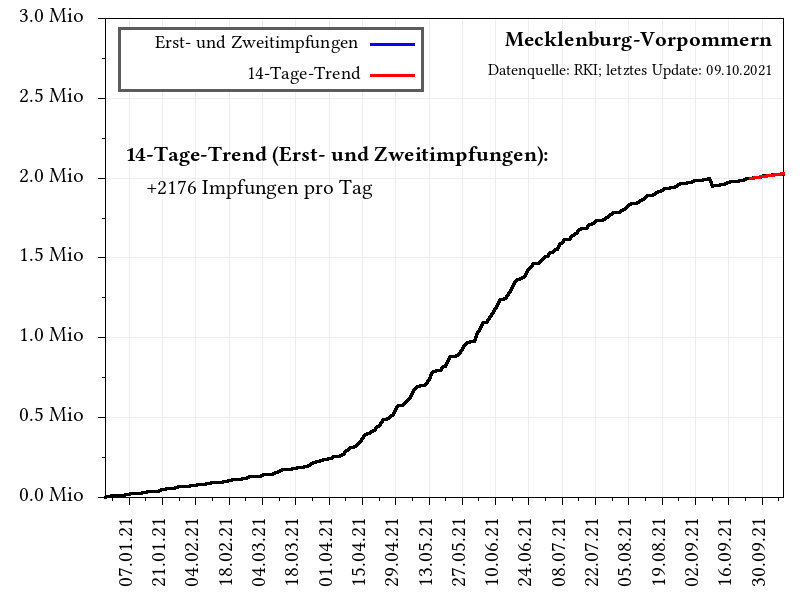 3.0 Mio
2.5 Mio
2.0 Mio
1.5 Mio
1.0 Mio
0.5 Mio
0.0 Mio
Erst- und Zweitimpfungen
14-Tage-Trend
Mecklenburg-Vorpommern
Datenquelle: RKI; letztes Update: 09.10.2021
14-Tage-Trend (Erst- und Zweitimpfungen):
+2176 Impfungen pro Tag
07.01.21
21.01.21
04.02.21
18.02.21
04.03.21
18.03.21
01.04.21
15.04.21
29.04.21
13.05.21
27.05.21
10.06.21
24.06.21
08.07.21
22.07.21
05.08.21
19.08.21
02.09.21
16.09.21
30.09.21